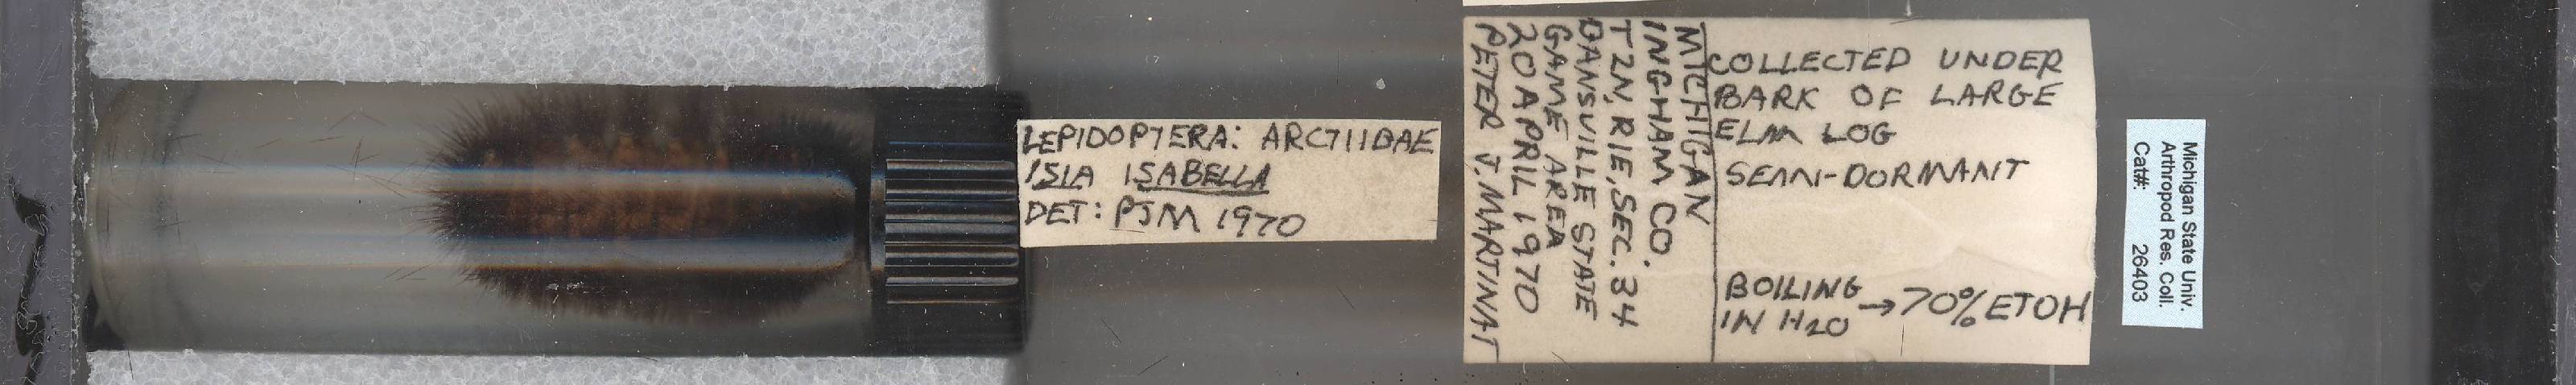 LEPIDOPTERA: ARCTIIDAE
ISIA ISABELLA
DET: PJM 1970
MICHIGAN
INGHAM CO.
T2N, R1E, SEC. 34
DANSVILLE STATE
GAME AREA
20 APRIL 1970
PETER J. MARTINAT
COLLECTED UNDER
BARK OF LARGE
ELM LOG
SEMI-DORMANT
BOILING
IN H2O → 70% ETOH
Michigan State Univ.
Arthropod Res. Coll.
Cat#: 26403